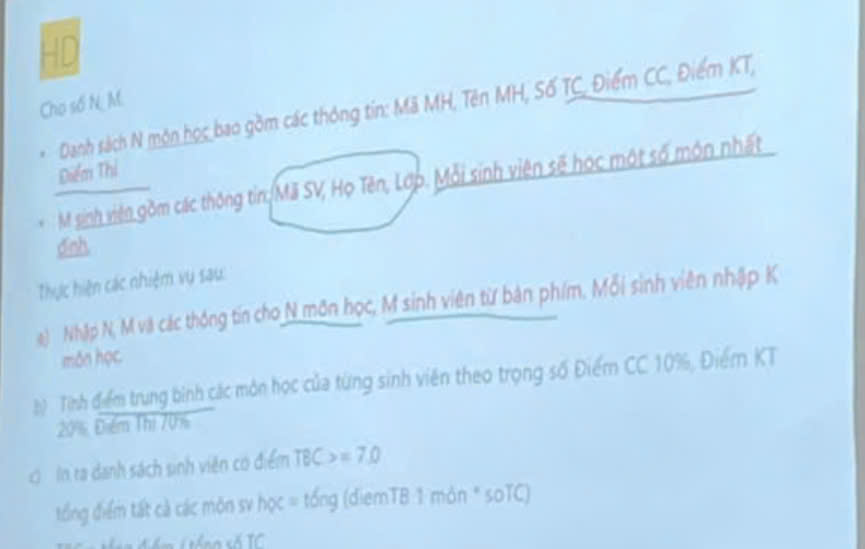 HD
Cho số N, M.
• Danh sách N môn học bao gồm các thông tin: Mã MH, Tên MH, Số TC, Điểm CC, Điểm KT,
Điểm Thi
• M sinh viên gồm các thông tin: Mã SV, Họ Tên, Lớp. Mỗi sinh viên sẽ học một số môn nhất
định.
Thực hiện các nhiệm vụ sau:
a) Nhập N, M và các thông tin cho N môn học, M sinh viên từ bàn phím. Mỗi sinh viên nhập K
môn học.
b) Tính điểm trung bình các môn học của từng sinh viên theo trọng số Điểm CC 10%, Điểm KT
20%, Điểm Thi 70%
c) In ra danh sách sinh viên có điểm TBC >= 7.0
tổng điểm tất cả các môn sv học = tổng (diemTB 1 môn * soTC)
TBC = tổng điểm / tổng số TC